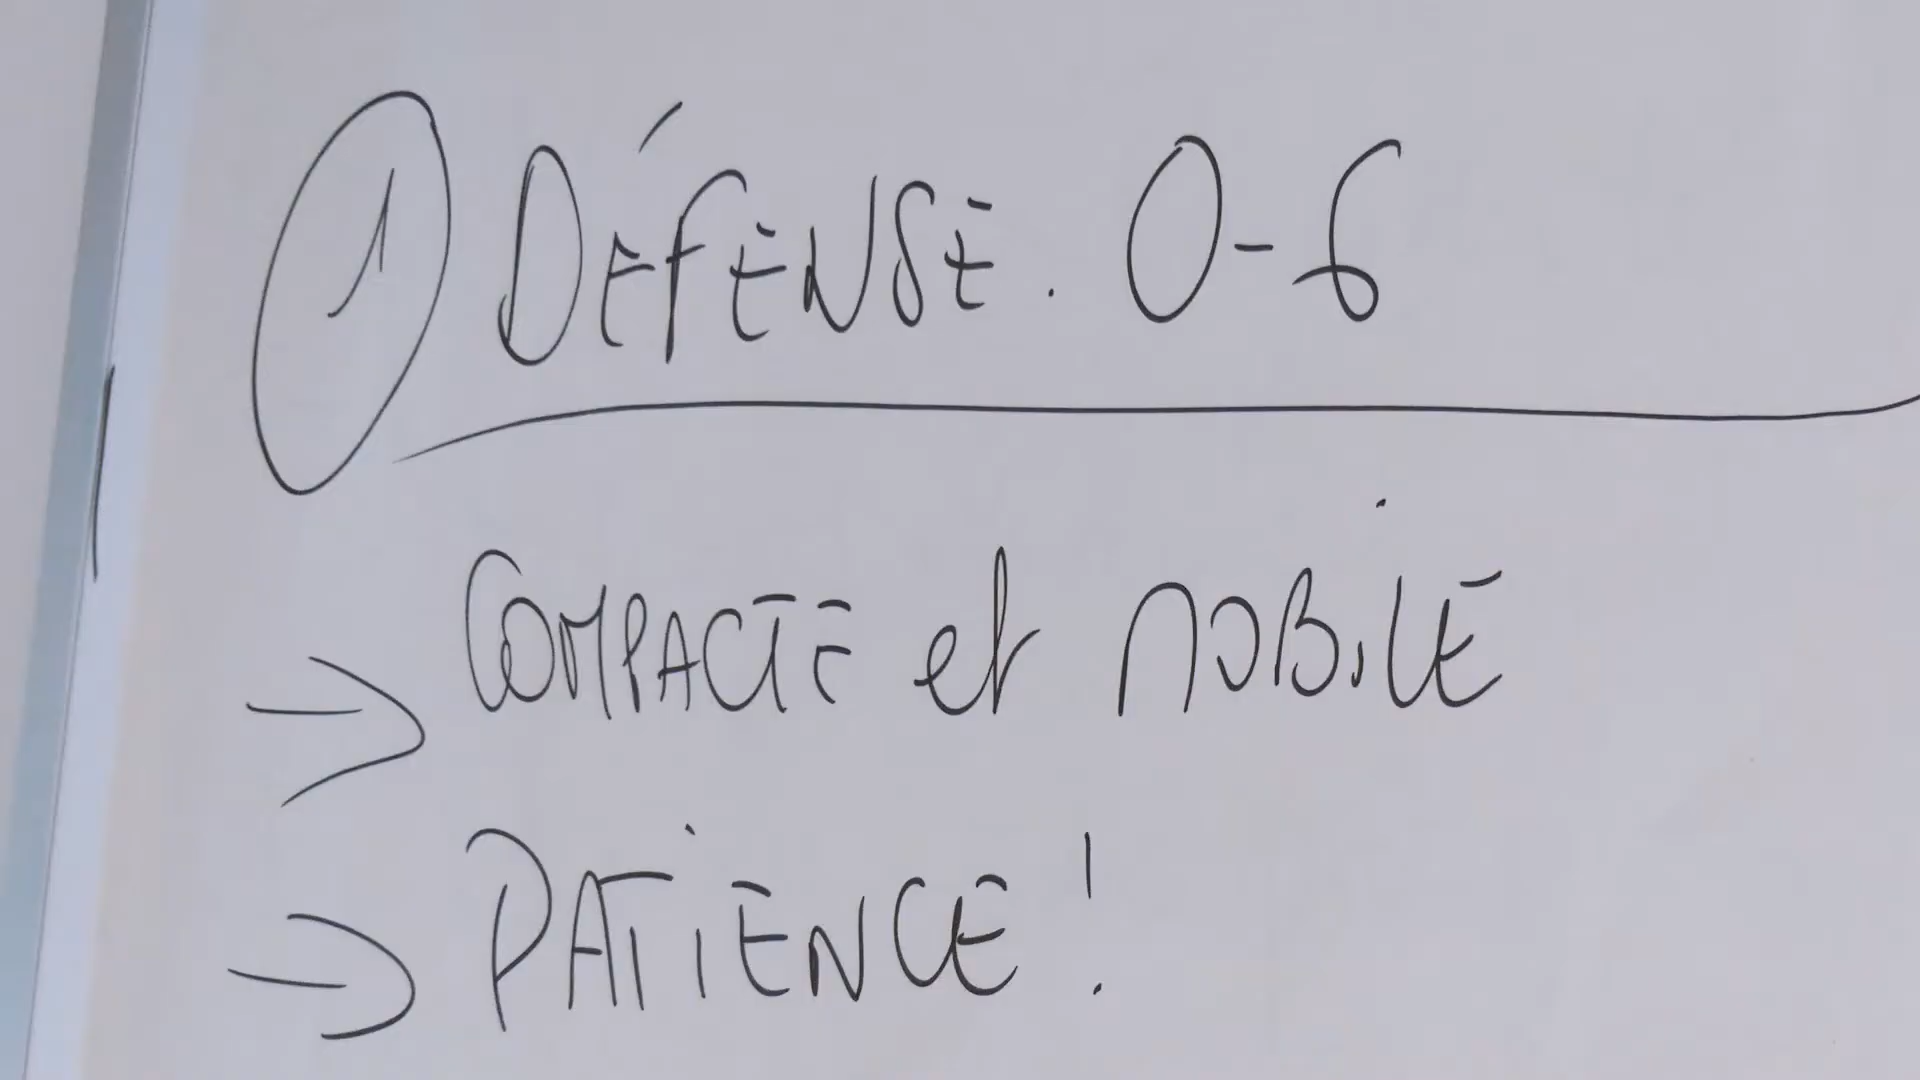 1 DÉFENSE. 0-6
→ COMPACTE et MOBILE
→ PATIENCE !